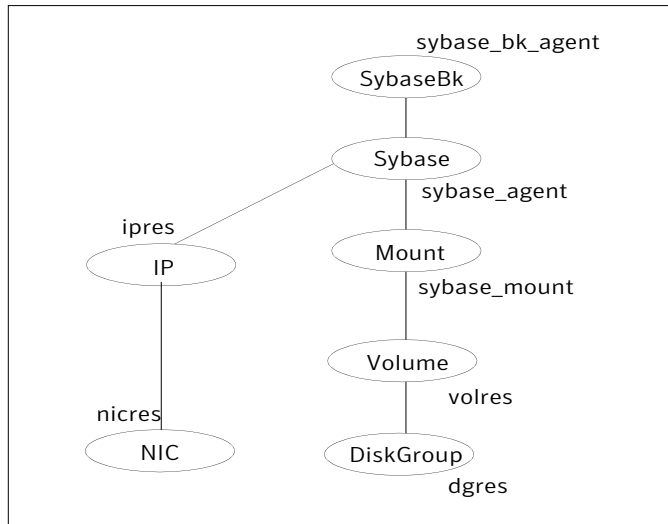 sybase_bk_agent
SybaseBk
Sybase
sybase_agent
ipres
IP
Mount
sybase_mount
Volume
volres
nicres
NIC
DiskGroup
dgres